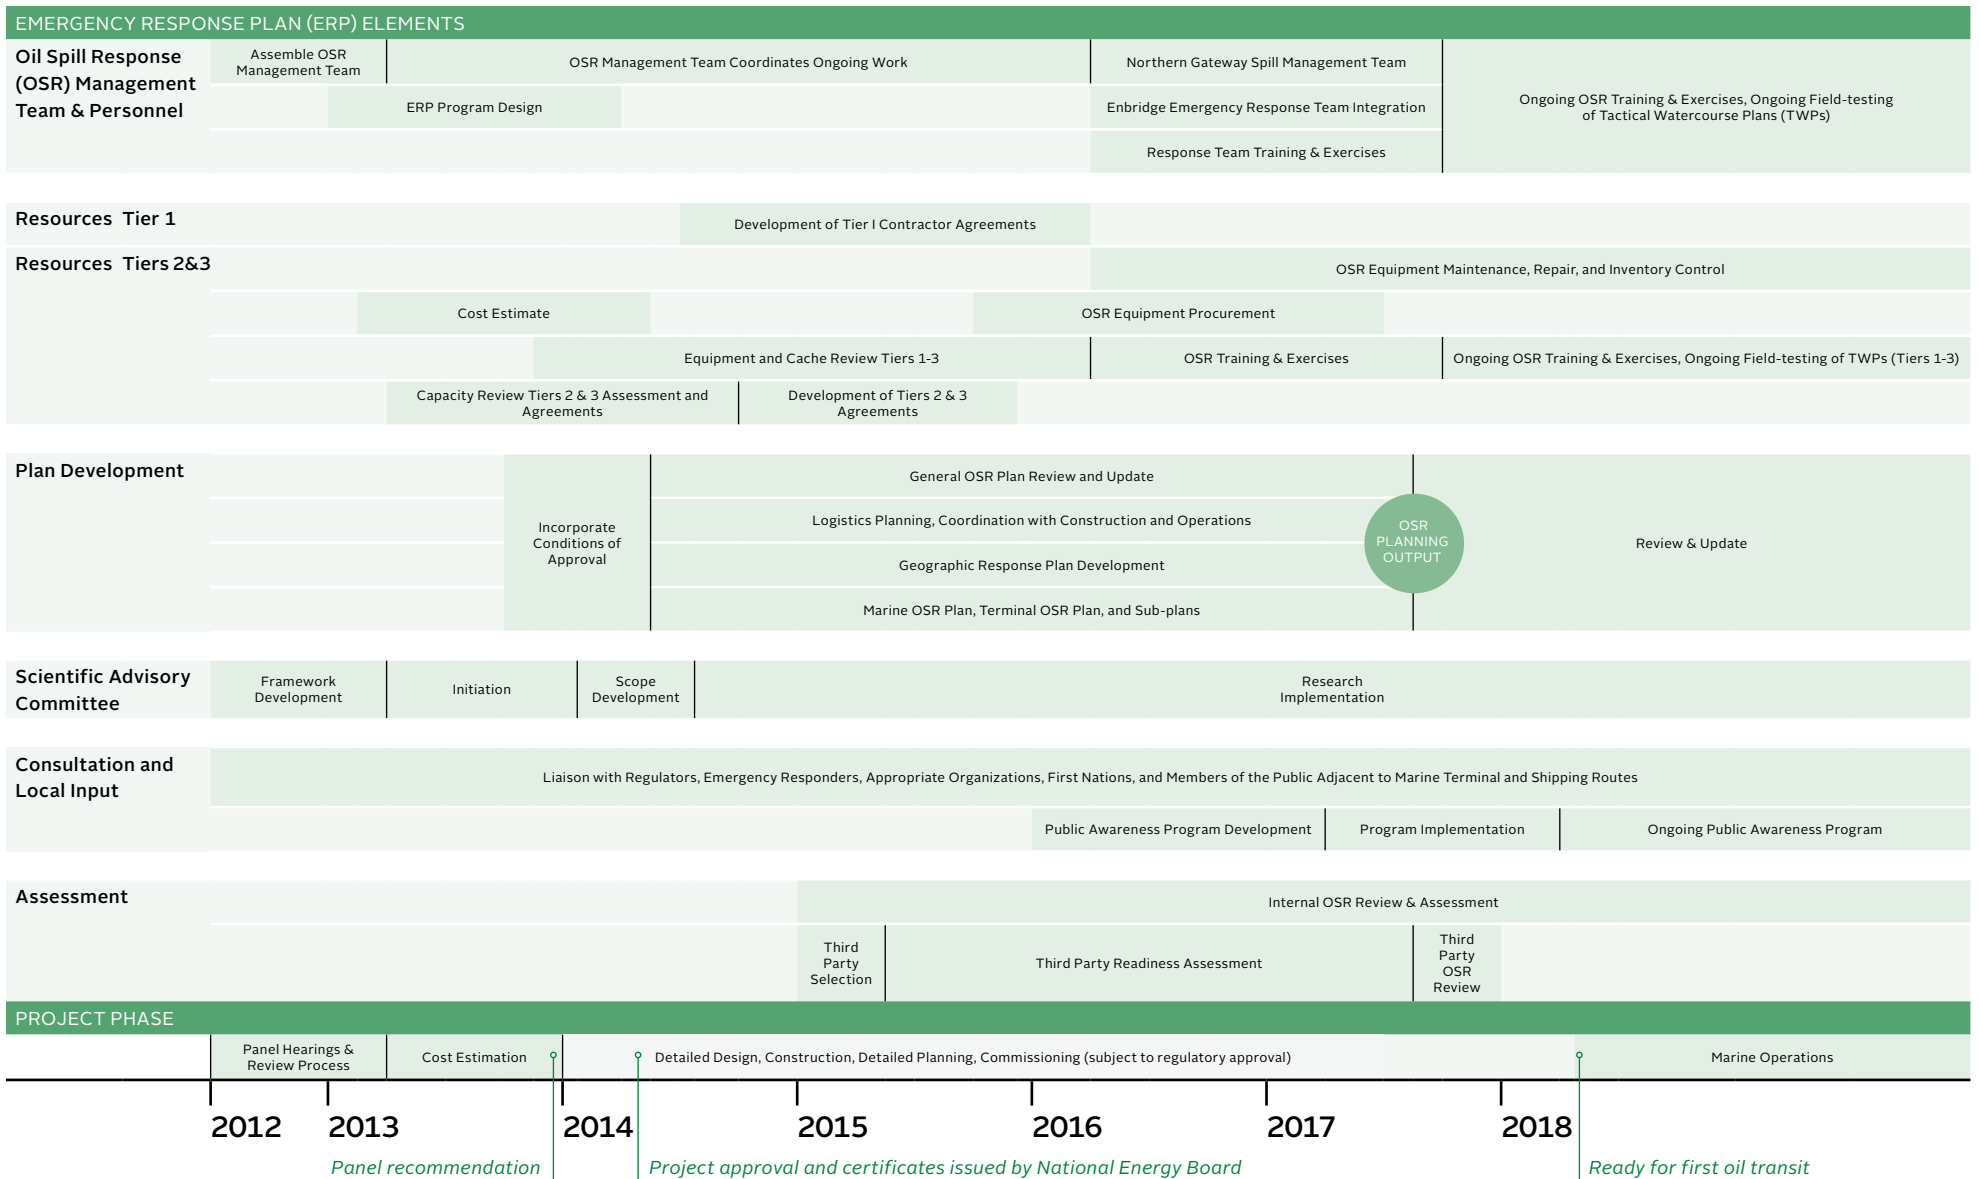 EMERGENCY RESPONSE PLAN (ERP) ELEMENTS
Oil Spill Response
(OSR) Management
Team & Personnel
Assemble OSR
Management Team
OSR Management Team Coordinates Ongoing Work
Northern Gateway Spill Management Team
ERP Program Design
Enbridge Emergency Response Team Integration
Response Team Training & Exercises
Ongoing OSR Training & Exercises, Ongoing Field-testing
of Tactical Watercourse Plans (TWPs)
Resources Tier 1
Development of Tier I Contractor Agreements
Resources Tiers 2&3
OSR Equipment Maintenance, Repair, and Inventory Control
Cost Estimate
OSR Equipment Procurement
Equipment and Cache Review Tiers 1-3
OSR Training & Exercises
Ongoing OSR Training & Exercises, Ongoing Field-testing of TWPs (Tiers 1-3)
Capacity Review Tiers 2 & 3 Assessment and
Agreements
Development of Tiers 2 & 3
Agreements
Plan Development
Incorporate
Conditions of
Approval
General OSR Plan Review and Update
Logistics Planning, Coordination with Construction and Operations
Geographic Response Plan Development
Marine OSR Plan, Terminal OSR Plan, and Sub-plans
OSR
PLANNING
OUTPUT
Review & Update
Scientific Advisory
Committee
Framework
Development
Initiation
Scope
Development
Research
Implementation
Consultation and
Local Input
Liaison with Regulators, Emergency Responders, Appropriate Organizations, First Nations, and Members of the Public Adjacent to Marine Terminal and Shipping Routes
Public Awareness Program Development
Program Implementation
Ongoing Public Awareness Program
Assessment
Internal OSR Review & Assessment
Third
Party
Selection
Third Party Readiness Assessment
Third
Party
OSR
Review
PROJECT PHASE
Panel Hearings &
Review Process
Cost Estimation
Detailed Design, Construction, Detailed Planning, Commissioning (subject to regulatory approval)
Marine Operations
2012
2013
2014
2015
2016
2017
2018
Panel recommendation
Project approval and certificates issued by National Energy Board
Ready for first oil transit